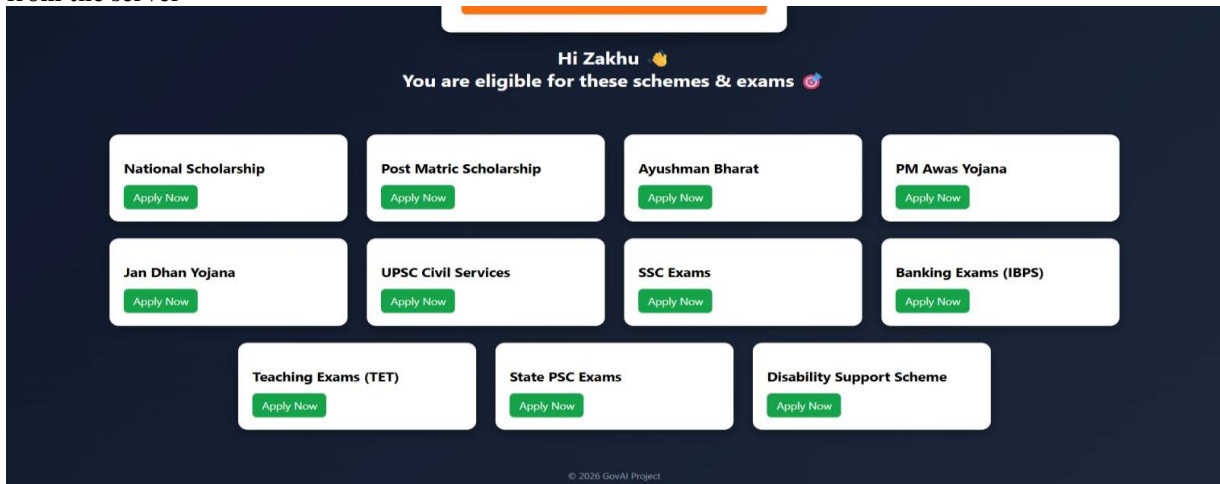 from the server
Hi Zakhu 👋
You are eligible for these schemes & exams 🎯
National Scholarship
Apply Now
Post Matric Scholarship
Apply Now
Ayushman Bharat
Apply Now
PM Awas Yojana
Apply Now
Jan Dhan Yojana
Apply Now
UPSC Civil Services
Apply Now
SSC Exams
Apply Now
Banking Exams (IBPS)
Apply Now
Teaching Exams (TET)
Apply Now
State PSC Exams
Apply Now
Disability Support Scheme
Apply Now
© 2026 GovAI Project